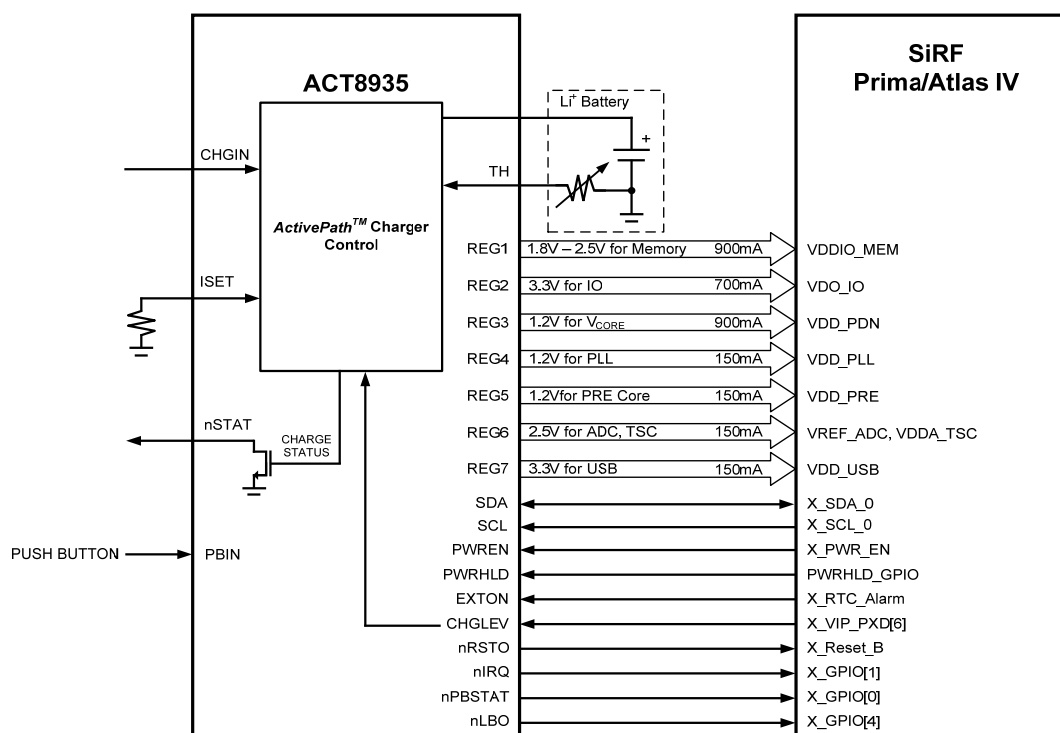 ACT8935
SiRF
Prima/Atlas IV
Li+ Battery
+
CHGIN
TH
ActivePath™ Charger
Control
ISET
nSTAT
CHARGE
STATUS
PUSH BUTTON
PBIN
REG1 1.8V – 2.5V for Memory 900mA VDDIO_MEM
REG2 3.3V for IO 700mA VDO_IO
REG3 1.2V for VCORE 900mA VDD_PDN
REG4 1.2V for PLL 150mA VDD_PLL
REG5 1.2Vfor PRE Core 150mA VDD_PRE
REG6 2.5V for ADC, TSC 150mA VREF_ADC, VDDA_TSC
REG7 3.3V for USB 150mA VDD_USB
SDA X_SDA_0
SCL X_SCL_0
PWREN X_PWR_EN
PWRHLD PWRHLD_GPIO
EXTON X_RTC_Alarm
CHGLEV X_VIP_PXD[6]
nRSTO X_Reset_B
nIRQ X_GPIO[1]
nPBSTAT X_GPIO[0]
nLBO X_GPIO[4]